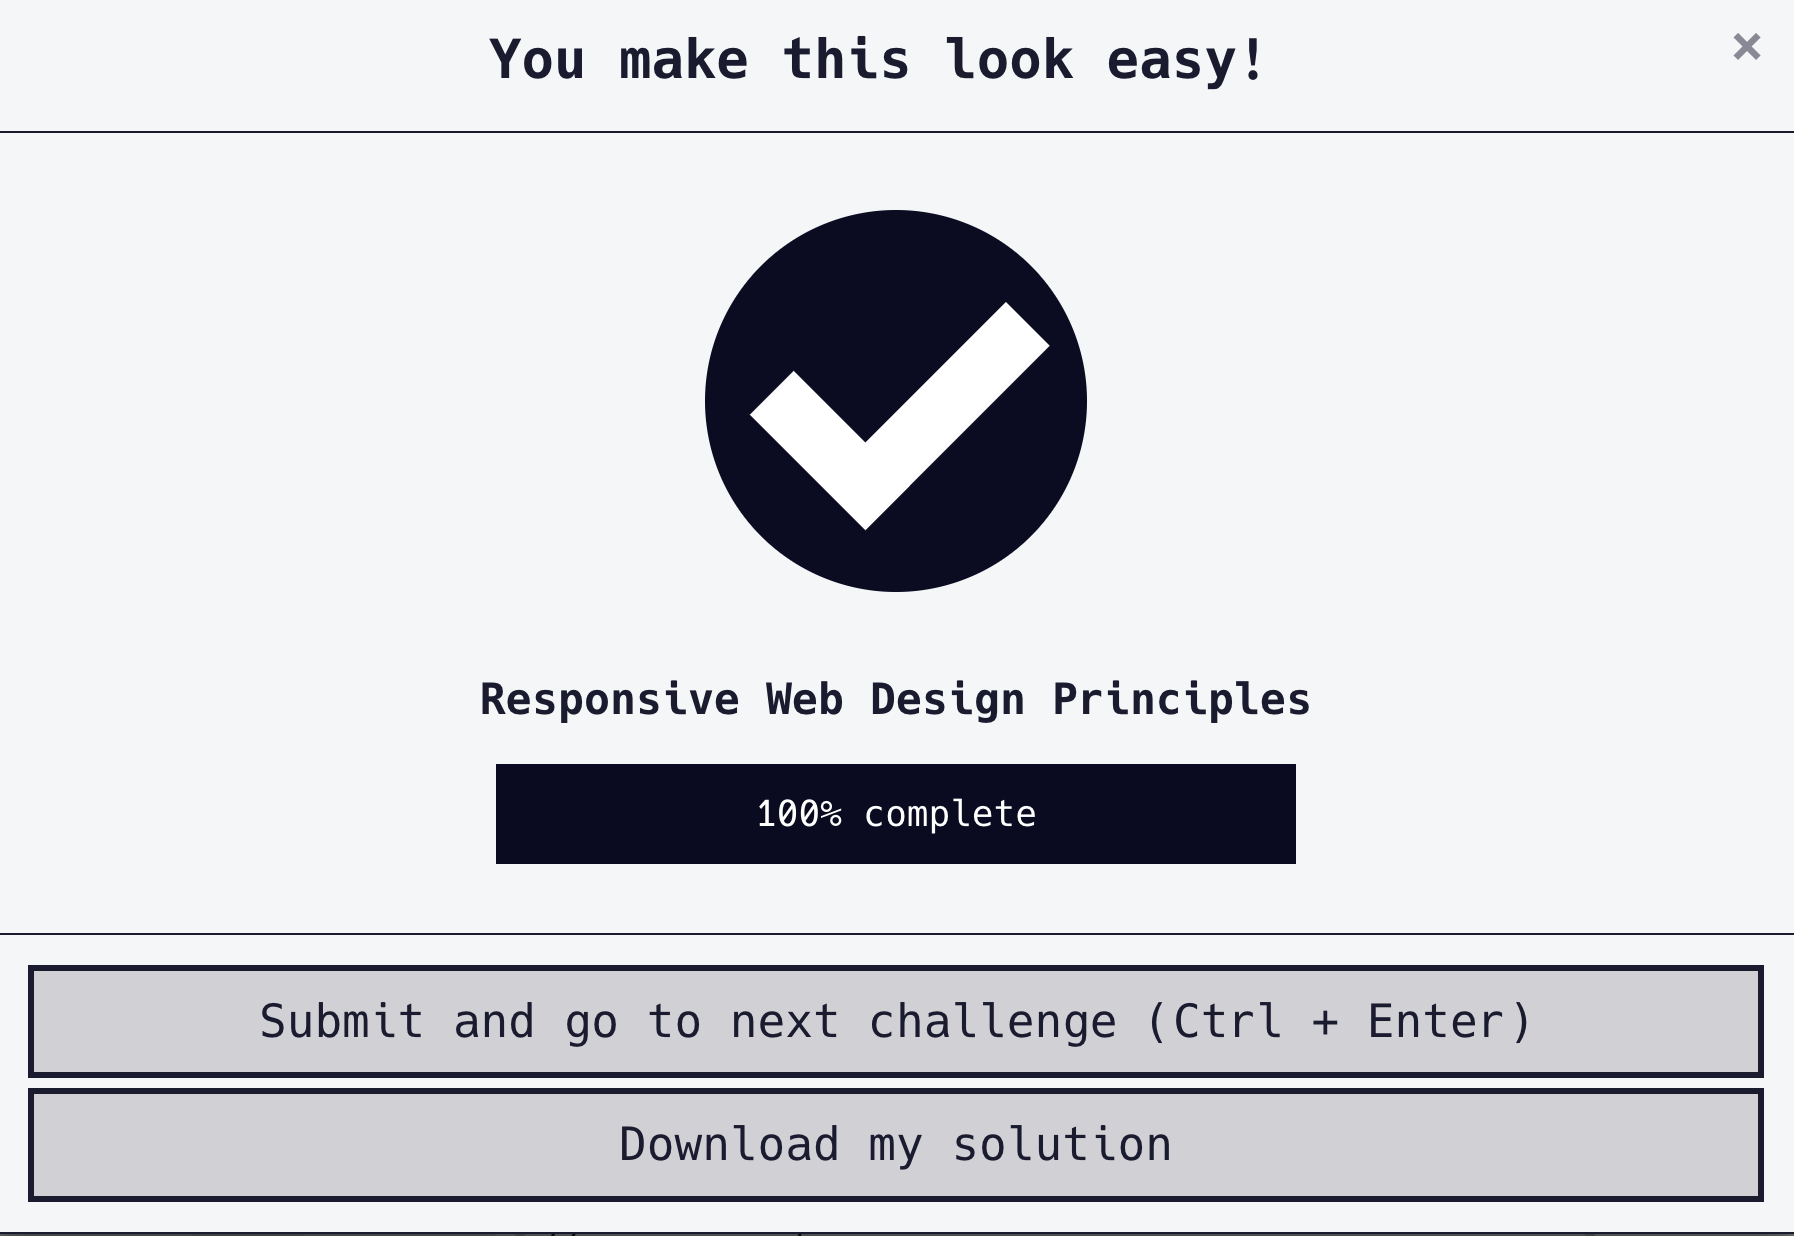 You make this look easy!
×
Responsive Web Design Principles
100% complete
Submit and go to next challenge (Ctrl + Enter)
Download my solution